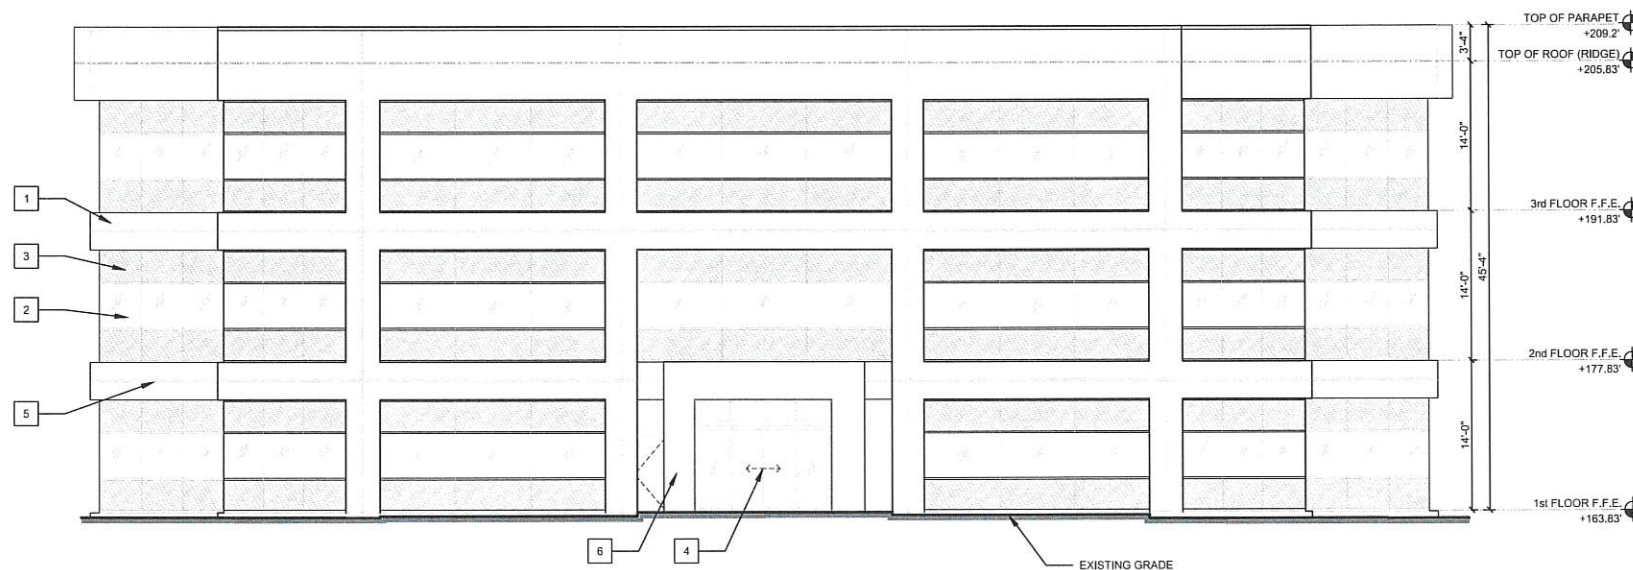 TOP OF PARAPET
+209.2'
3'-4"
TOP OF ROOF (RIDGE)
+205.83'
14'-0"
1
3rd FLOOR F.F.E.
+191.83'
3
14'-0"
45'-4"
2
2nd FLOOR F.F.E.
+177.83'
5
14'-0"
1st FLOOR F.F.E.
+163.83'
6
4
EXISTING GRADE